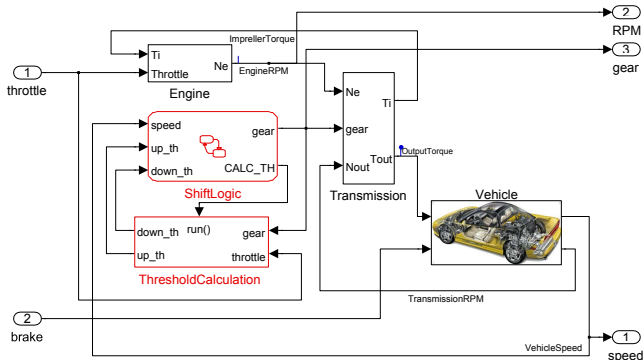 ImprellerTorque
2
RPM
Ti
Ne
EngineRPM
3
gear
1
throttle
Throttle
Engine
Ne
Ti
gear
Nout
Tout
OutputTorque
Transmission
speed
gear
up_th
CALC_TH
down_th
ShiftLogic
Vehicle
run()
down_th
gear
up_th
throttle
ThresholdCalculation
TransmissionRPM
2
brake
VehicleSpeed
1
speed